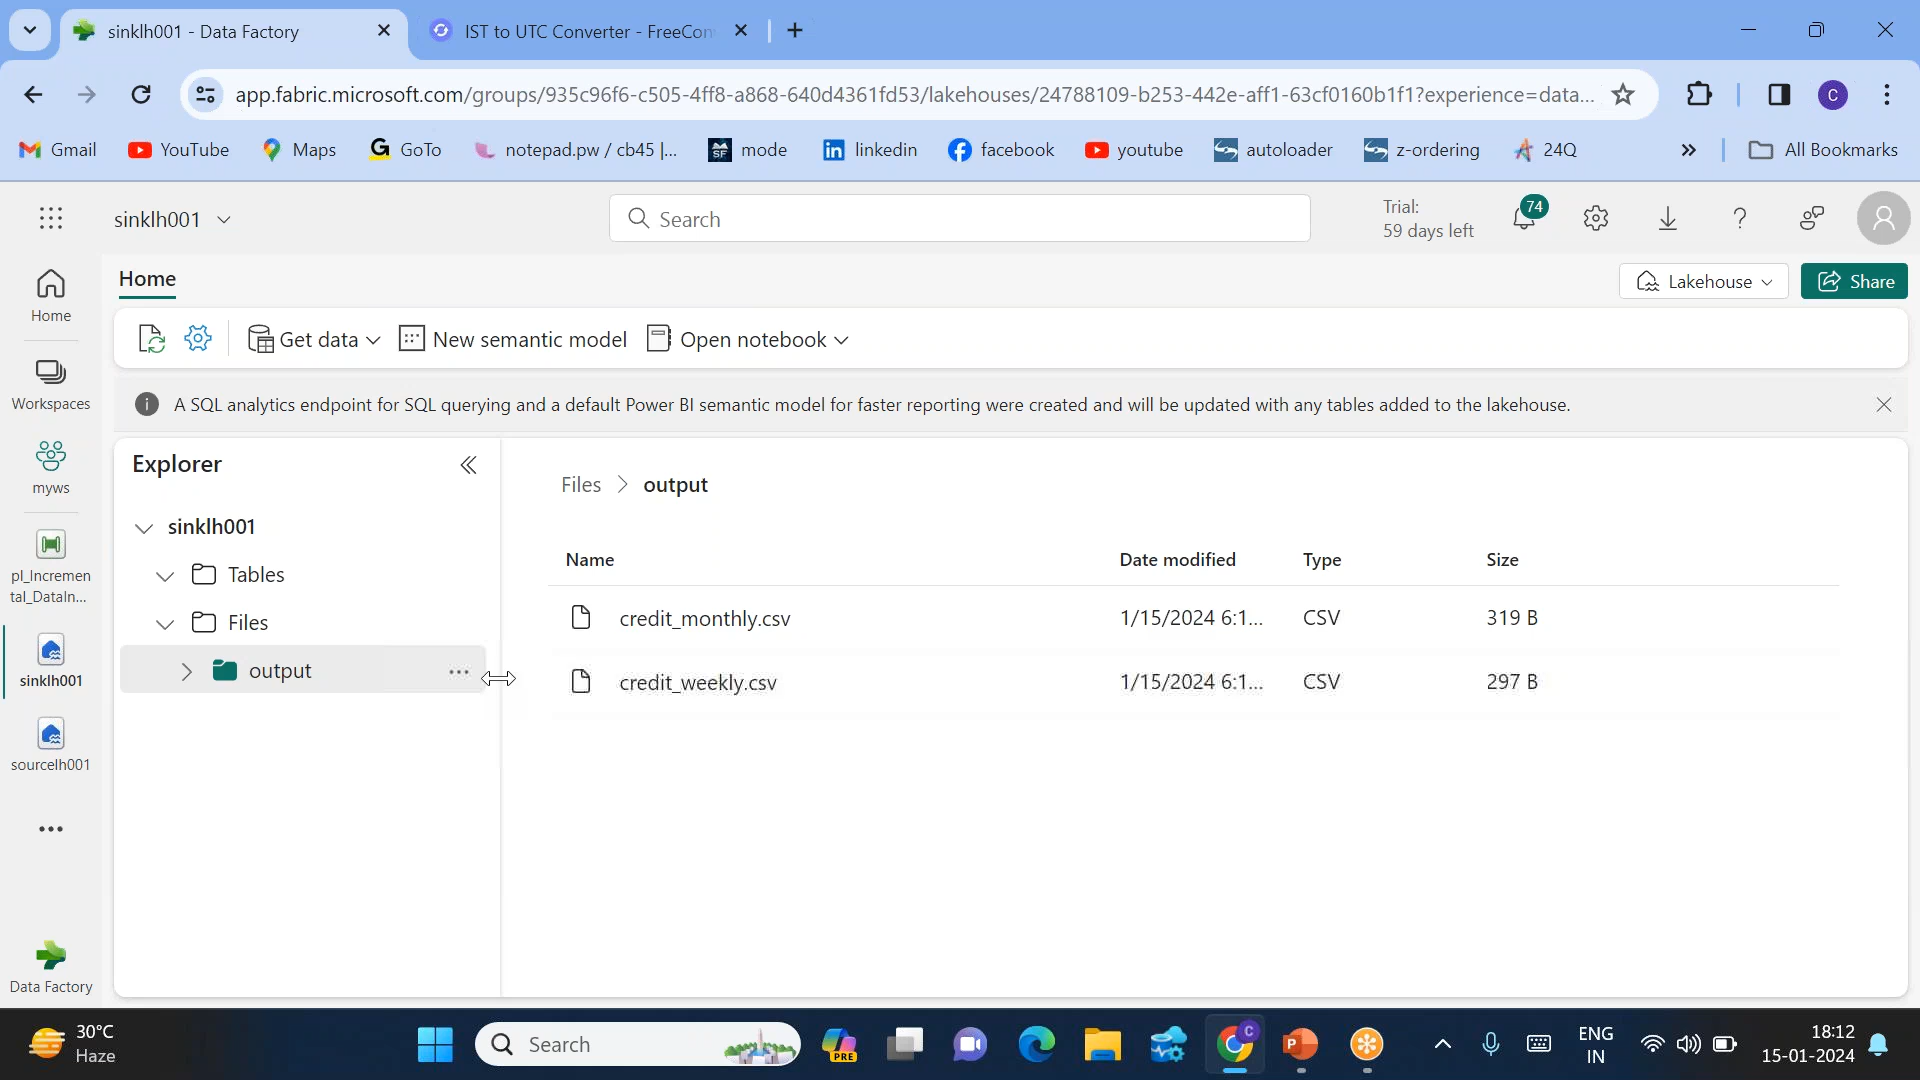 sinklh001 - Data Factory
IST to UTC Converter - FreeCon
app.fabric.microsoft.com/groups/935c96f6-c505-4ff8-a868-640d4361fd53/lakehouses/24788109-b253-442e-aff1-63cf0160b1f1?experience=data...
C
Gmail
YouTube
Maps
GoTo
notepad.pw / cb45 |...
mode
linkedin
facebook
youtube
autoloader
z-ordering
24Q
All Bookmarks
sinklh001
Search
Trial:
59 days left
74
Home
Lakehouse
Share
Get data
New semantic model
Open notebook
A SQL analytics endpoint for SQL querying and a default Power BI semantic model for faster reporting were created and will be updated with any tables added to the lakehouse.
Home
Workspaces
myws
pl_Incremen
tal_DataIn...
sinklh001
sourcelh001
Data Factory
Explorer
sinklh001
Tables
Files
output
Files > output
Name Date modified Type Size
credit_monthly.csv 1/15/2024 6:1... CSV 319 B
credit_weekly.csv 1/15/2024 6:1... CSV 297 B
30°C
Haze
Search
PRE
C
P
ENG
IN
18:12
15-01-2024